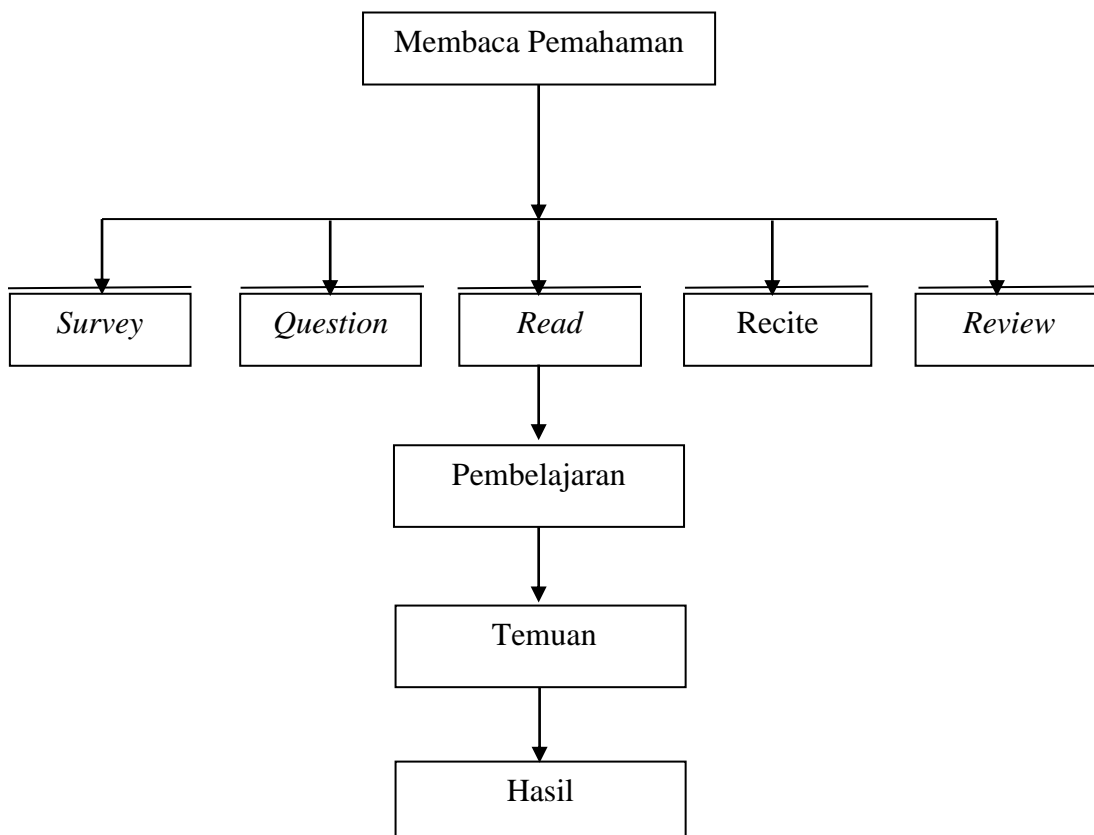 Membaca Pemahaman
Survey
Question
Read
Recite
Review
Pembelajaran
Temuan
Hasil